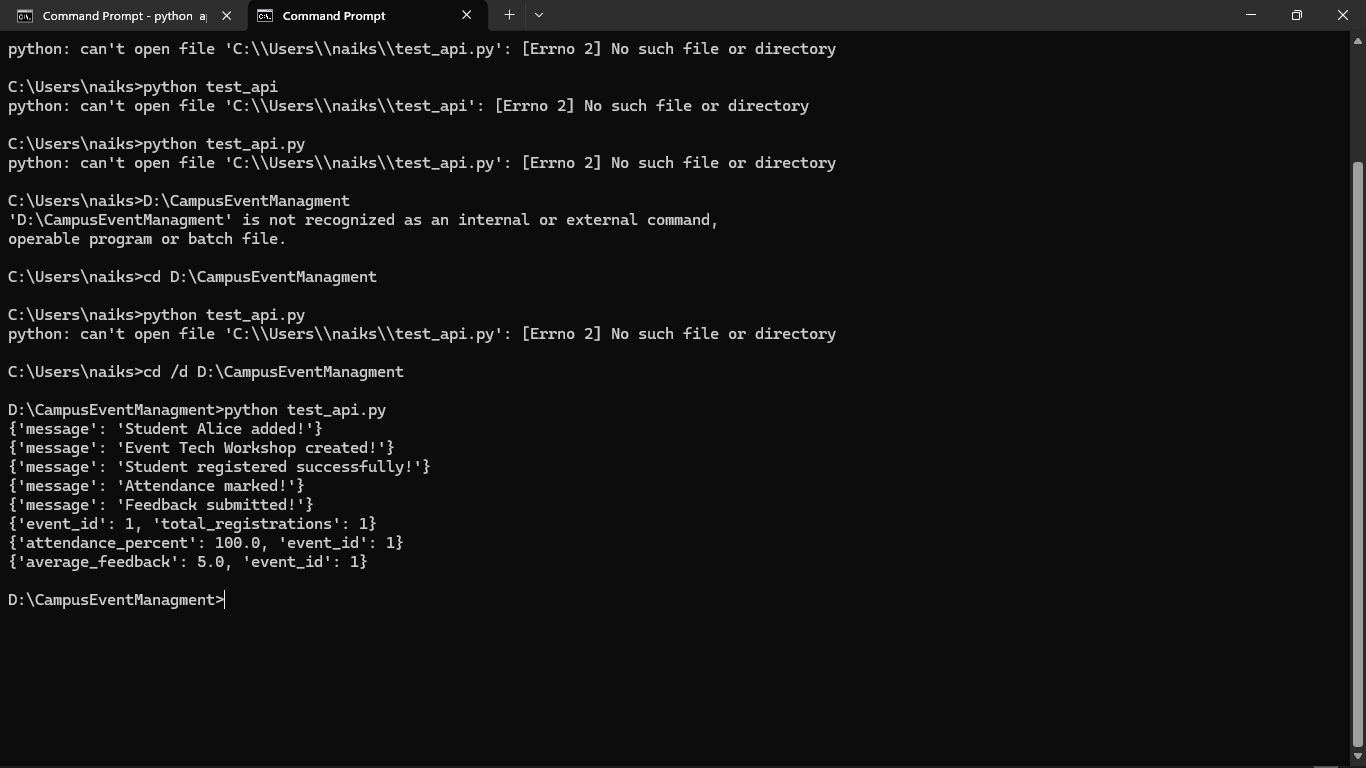 Command Prompt - python a
Command Prompt
python: can't open file 'C:\\Users\\naiks\\test_api.py': [Errno 2] No such file or directory
C:\Users\naiks>python test_api
python: can't open file 'C:\\Users\\naiks\\test_api': [Errno 2] No such file or directory
C:\Users\naiks>python test_api.py
python: can't open file 'C:\\Users\\naiks\\test_api.py': [Errno 2] No such file or directory
C:\Users\naiks>D:\CampusEventManagment
'D:\CampusEventManagment' is not recognized as an internal or external command,
operable program or batch file.
C:\Users\naiks>cd D:\CampusEventManagment
C:\Users\naiks>python test_api.py
python: can't open file 'C:\\Users\\naiks\\test_api.py': [Errno 2] No such file or directory
C:\Users\naiks>cd /d D:\CampusEventManagment
D:\CampusEventManagment>python test_api.py
{'message': 'Student Alice added!'}
{'message': 'Event Tech Workshop created!'}
{'message': 'Student registered successfully!'}
{'message': 'Attendance marked!'}
{'message': 'Feedback submitted!'}
{'event_id': 1, 'total_registrations': 1}
{'attendance_percent': 100.0, 'event_id': 1}
{'average_feedback': 5.0, 'event_id': 1}
D:\CampusEventManagment>